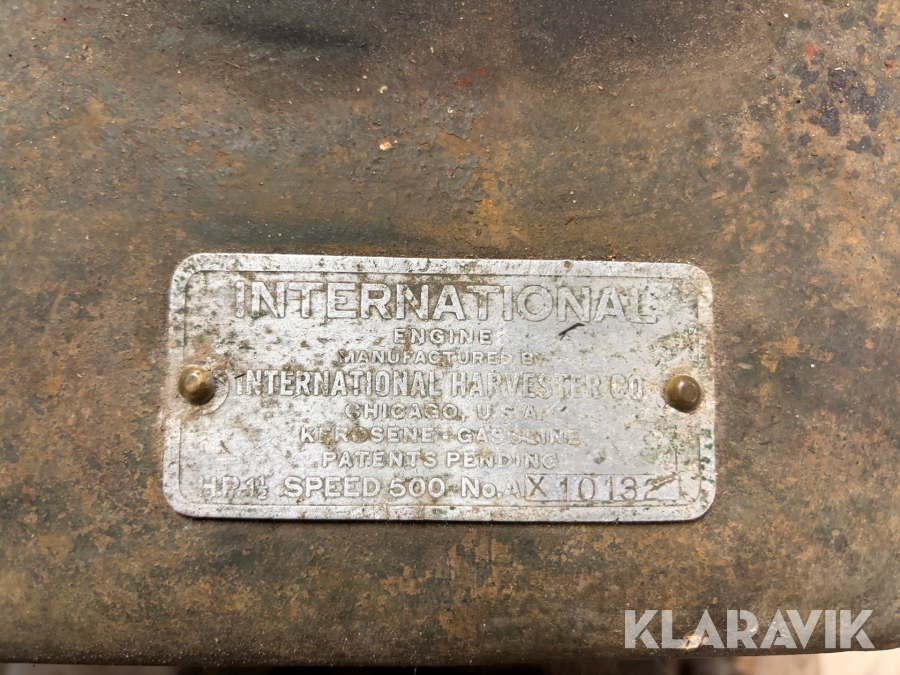 INTERNATIONAL
ENGINE
MANUFACTURED BY
INTERNATIONAL HARVESTER CO
CHICAGO, U.S.A.
KEROSENE-GASOLINE
PATENTS PENDING
H.P. 1½ SPEED 500 No. AX 10132
KLARAVIK